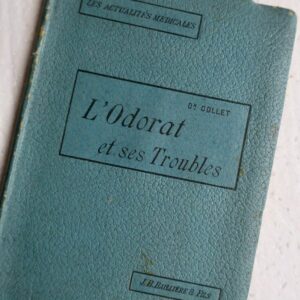 LES ACTUALITÉS MÉDICALES
Dr COLLET
L'Odorat
et ses Troubles
J.-B. BAILLIÈRE & FILS